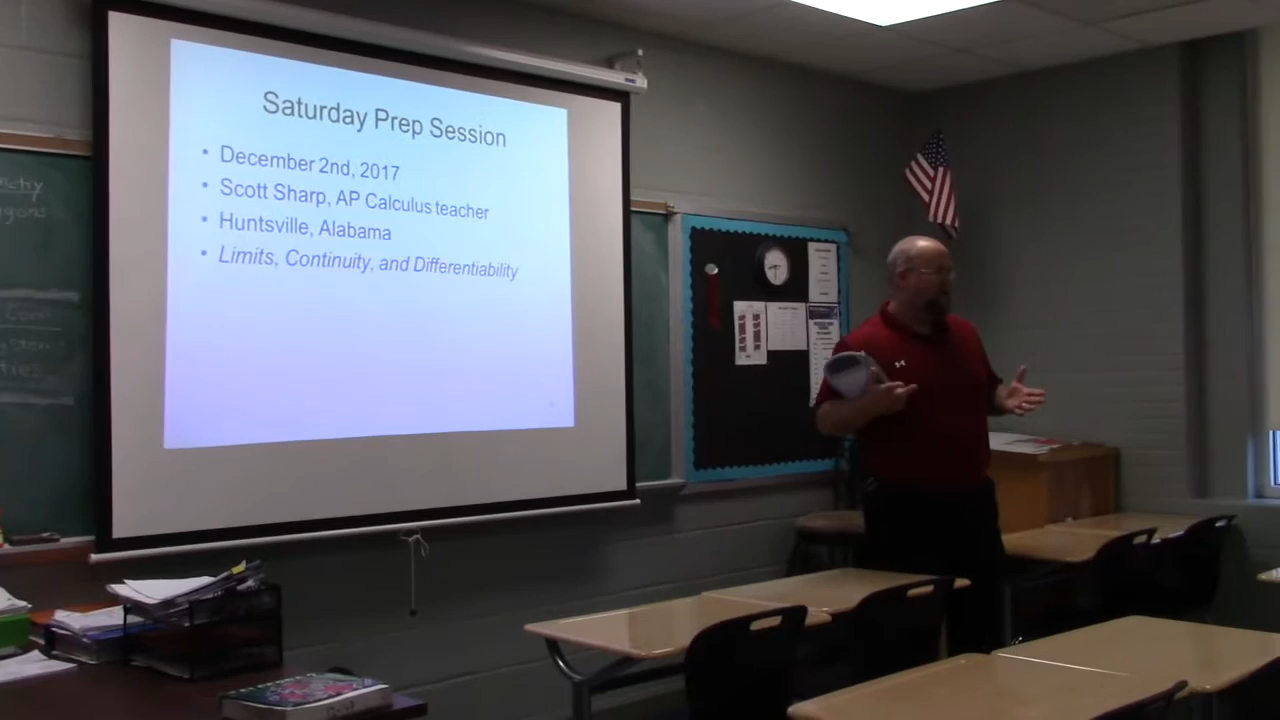 Saturday Prep Session
• December 2nd, 2017
• Scott Sharp, AP Calculus teacher
• Huntsville, Alabama
• Limits, Continuity, and Differentiability